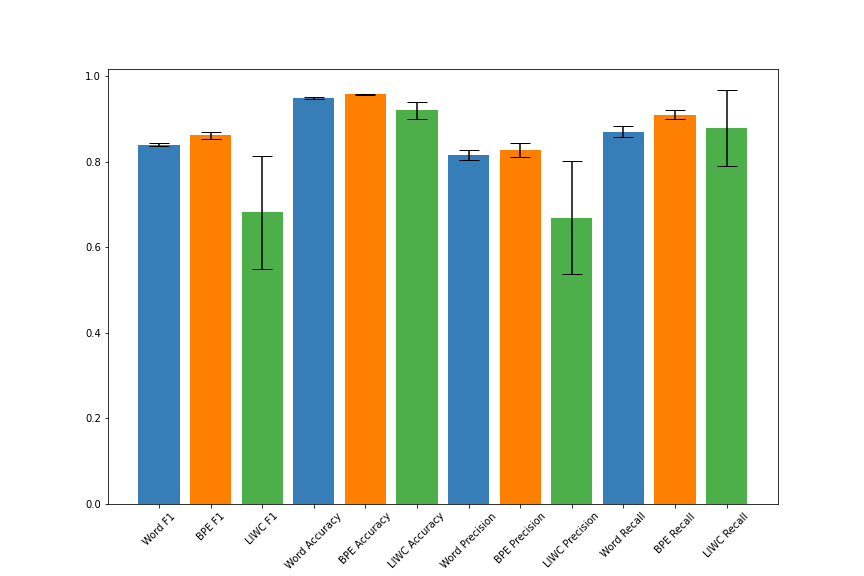 1.0
0.8
0.6
0.4
0.2
0.0
Word F1
BPE F1
LIWC F1
Word Accuracy
BPE Accuracy
LIWC Accuracy
Word Precision
BPE Precision
LIWC Precision
Word Recall
BPE Recall
LIWC Recall